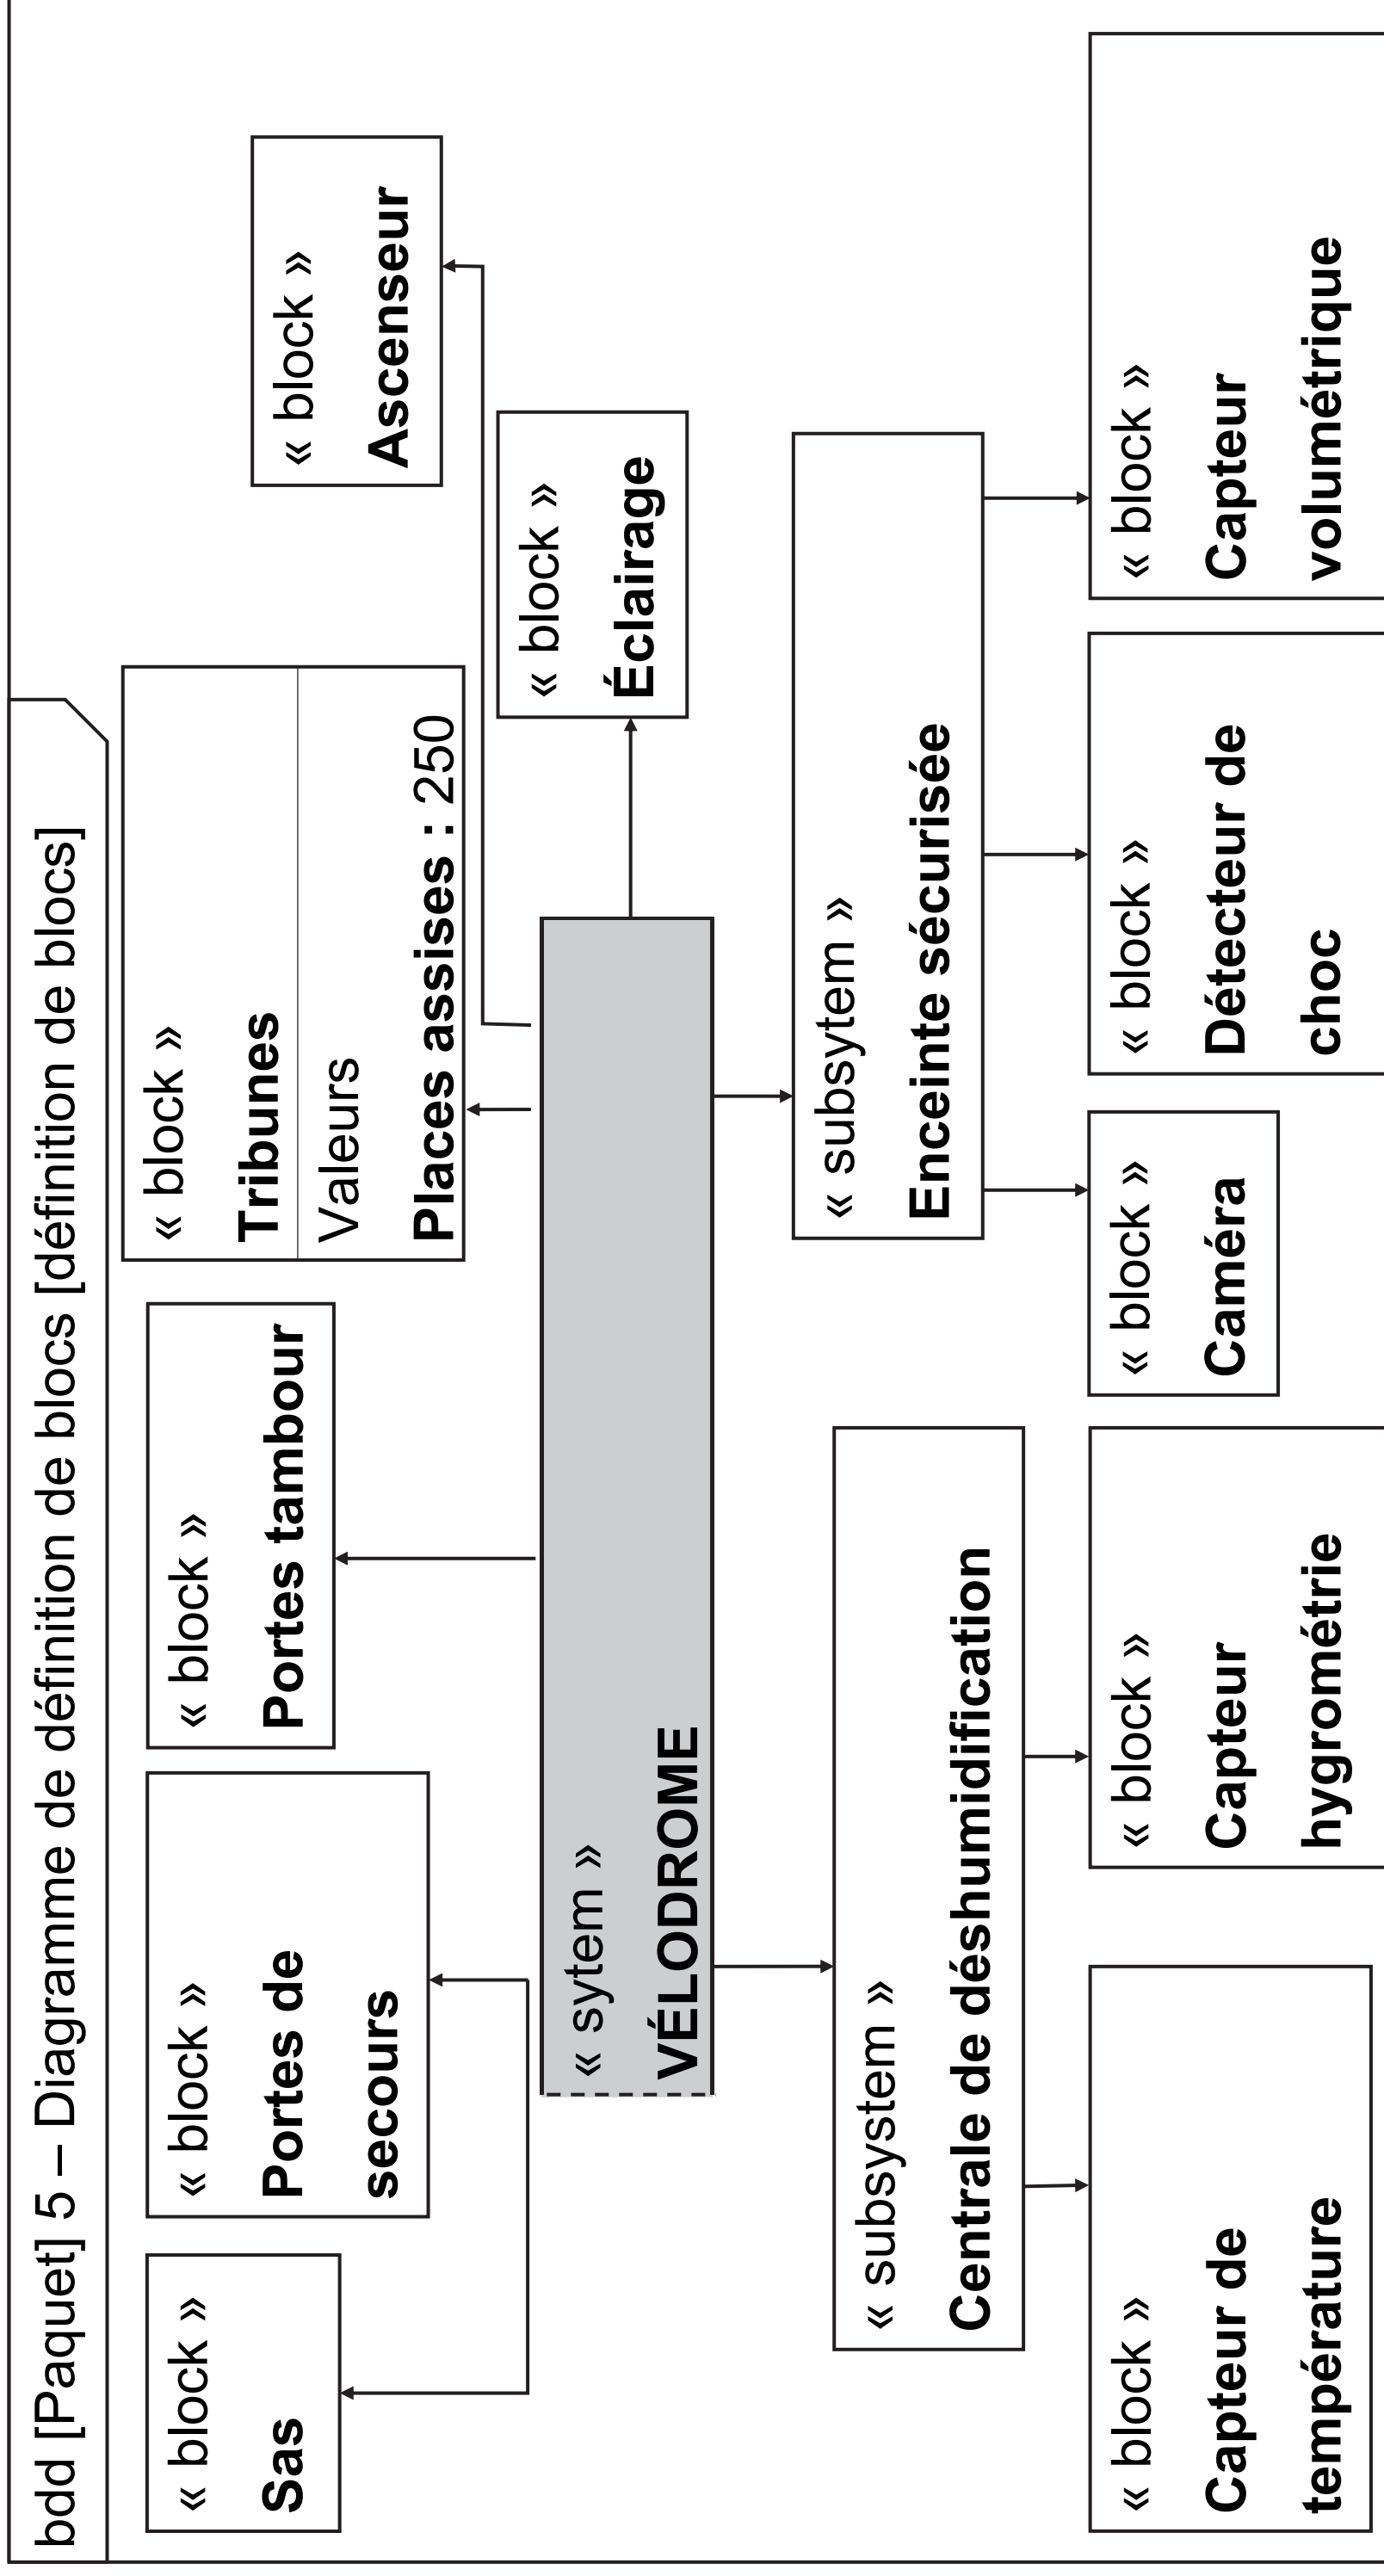 bdd [Paquet] 5 – Diagramme de définition de blocs [définition de blocs]
« block »
Sas
« block »
Portes de
secours
« block »
Portes tambour
« block »
Tribunes
Valeurs
Places assises : 250
« block »
Ascenseur
« sytem »
VÉLODROME
« block »
Éclairage
« subsystem »
Centrale de déshumidification
« subsytem »
Enceinte sécurisée
« block »
Capteur de
température
« block »
Capteur
hygrométrie
« block »
Caméra
« block »
Détecteur de
choc
« block »
Capteur
volumétrique